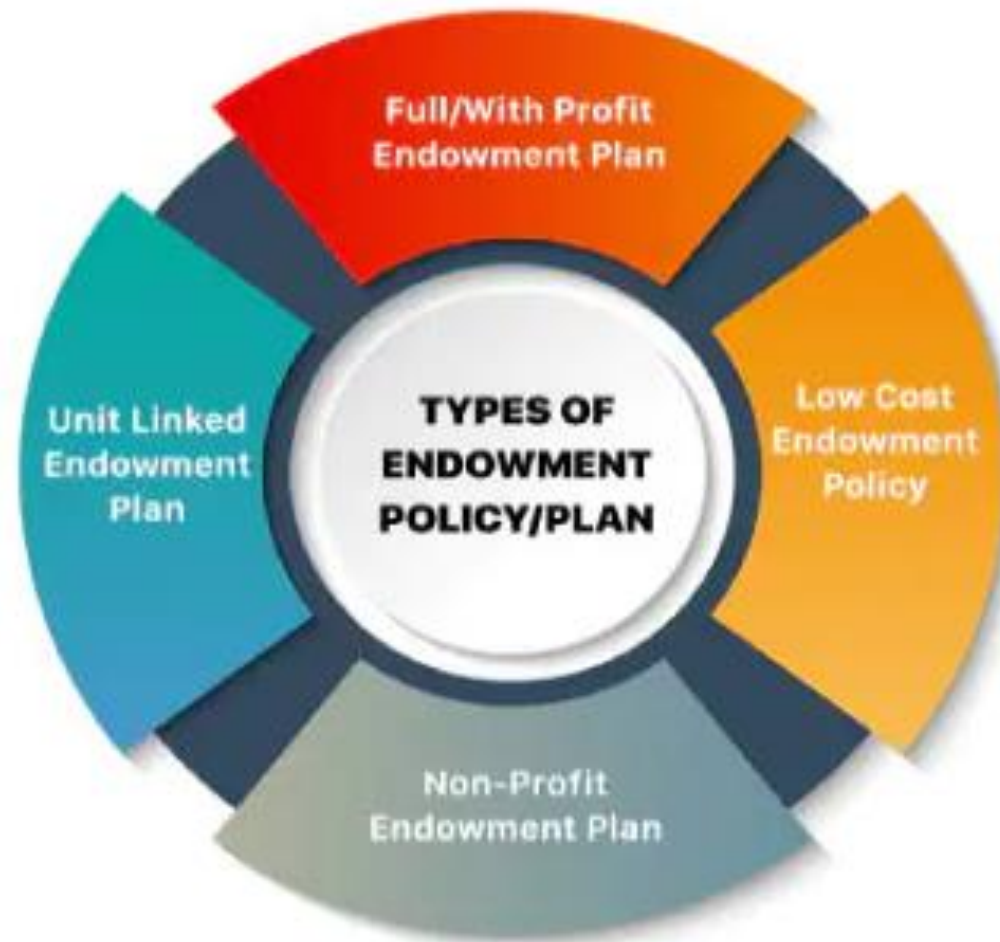 Full/With Profit
Endowment Plan
Unit Linked
Endowment
Plan
TYPES OF
ENDOWMENT
POLICY/PLAN
Low Cost
Endowment
Policy
Non-Profit
Endowment Plan